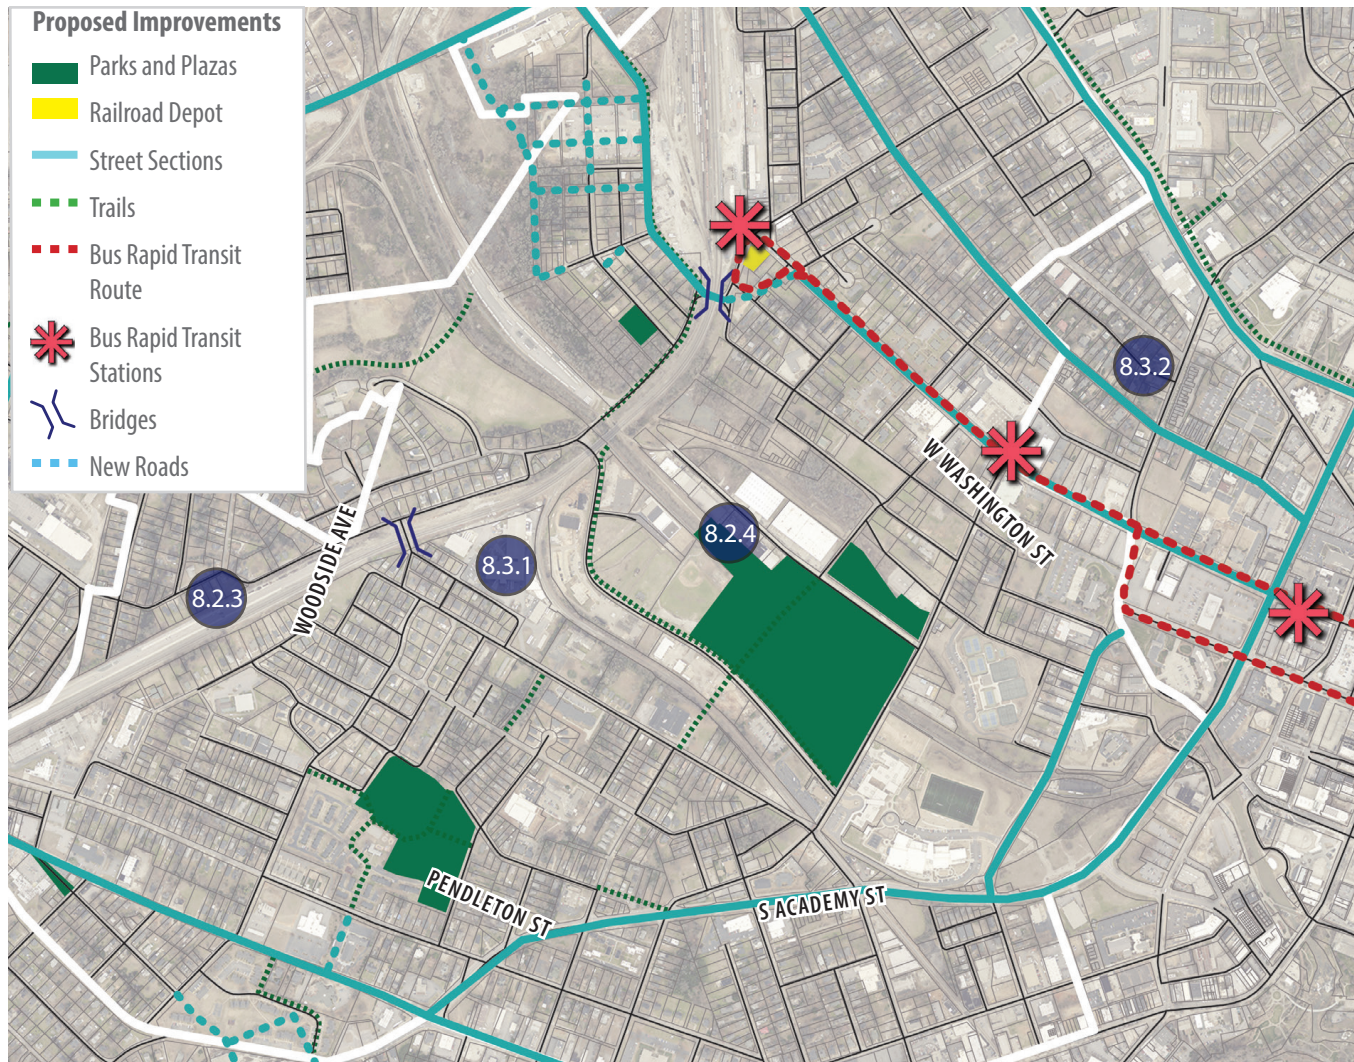 Proposed Improvements
Parks and Plazas
Railroad Depot
Street Sections
Trails
Bus Rapid Transit
Route
Bus Rapid Transit
Stations
Bridges
New Roads
8.3.2
W WASHINGTON ST
8.2.4
WOODSIDE AVE
8.3.1
8.2.3
PENDLETON ST
S ACADEMY ST